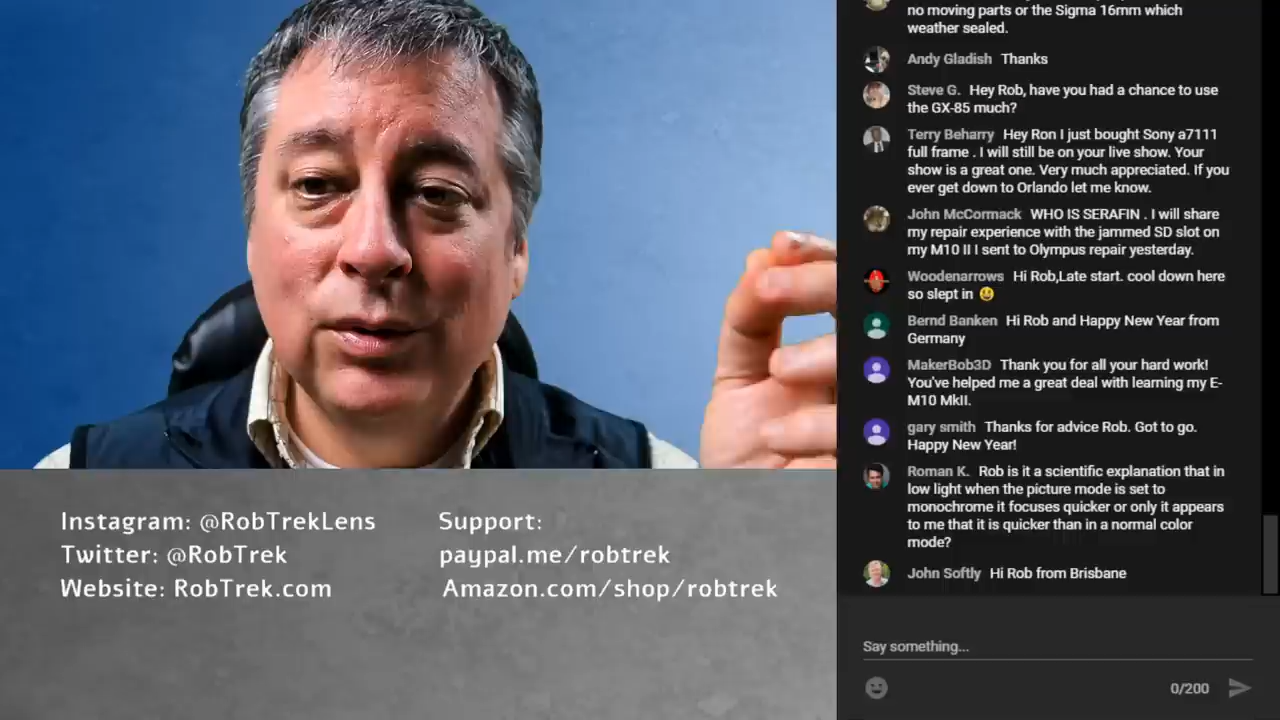 Instagram: @RobTrekLens
Twitter: @RobTrek
Website: RobTrek.com
Support:
paypal.me/robtrek
Amazon.com/shop/robtrek
no moving parts or the Sigma 16mm which
weather sealed.
Andy Gladish Thanks
Steve G. Hey Rob, have you had a chance to use
the GX-85 much?
Terry Beharry Hey Ron I just bought Sony a7111
full frame . I will still be on your live show. Your
show is a great one. Very much appreciated. If you
ever get down to Orlando let me know.
John McCormack WHO IS SERAFIN . I will share
my repair experience with the jammed SD slot on
my M10 II I sent to Olympus repair yesterday.
Woodenarrows Hi Rob,Late start. cool down here
so slept in 😃
Bernd Banken Hi Rob and Happy New Year from
Germany
MakerBob3D Thank you for all your hard work!
You've helped me a great deal with learning my E-
M10 MkII.
gary smith Thanks for advice Rob. Got to go.
Happy New Year!
Roman K. Rob is it a scientific explanation that in
low light when the picture mode is set to
monochrome it focuses quicker or only it appears
to me that it is quicker than in a normal color
mode?
John Softly Hi Rob from Brisbane
Say something...
0/200